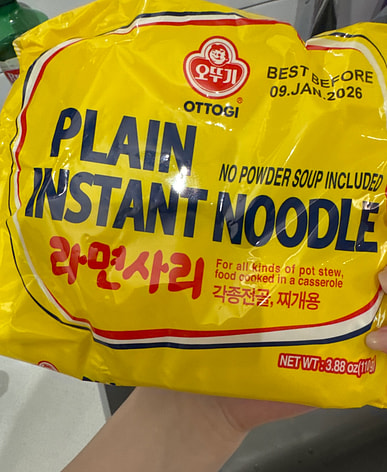 오뚜기
OTTOGI
BEST BEFORE
09.JAN.2026
PLAIN
NO POWDER SOUP INCLUDED
INSTANT NOODLE
라면사리
For all kinds of pot stew,
food cooked in a casserole
각종전골, 찌개용
NET WT : 3.88 oz(110g)